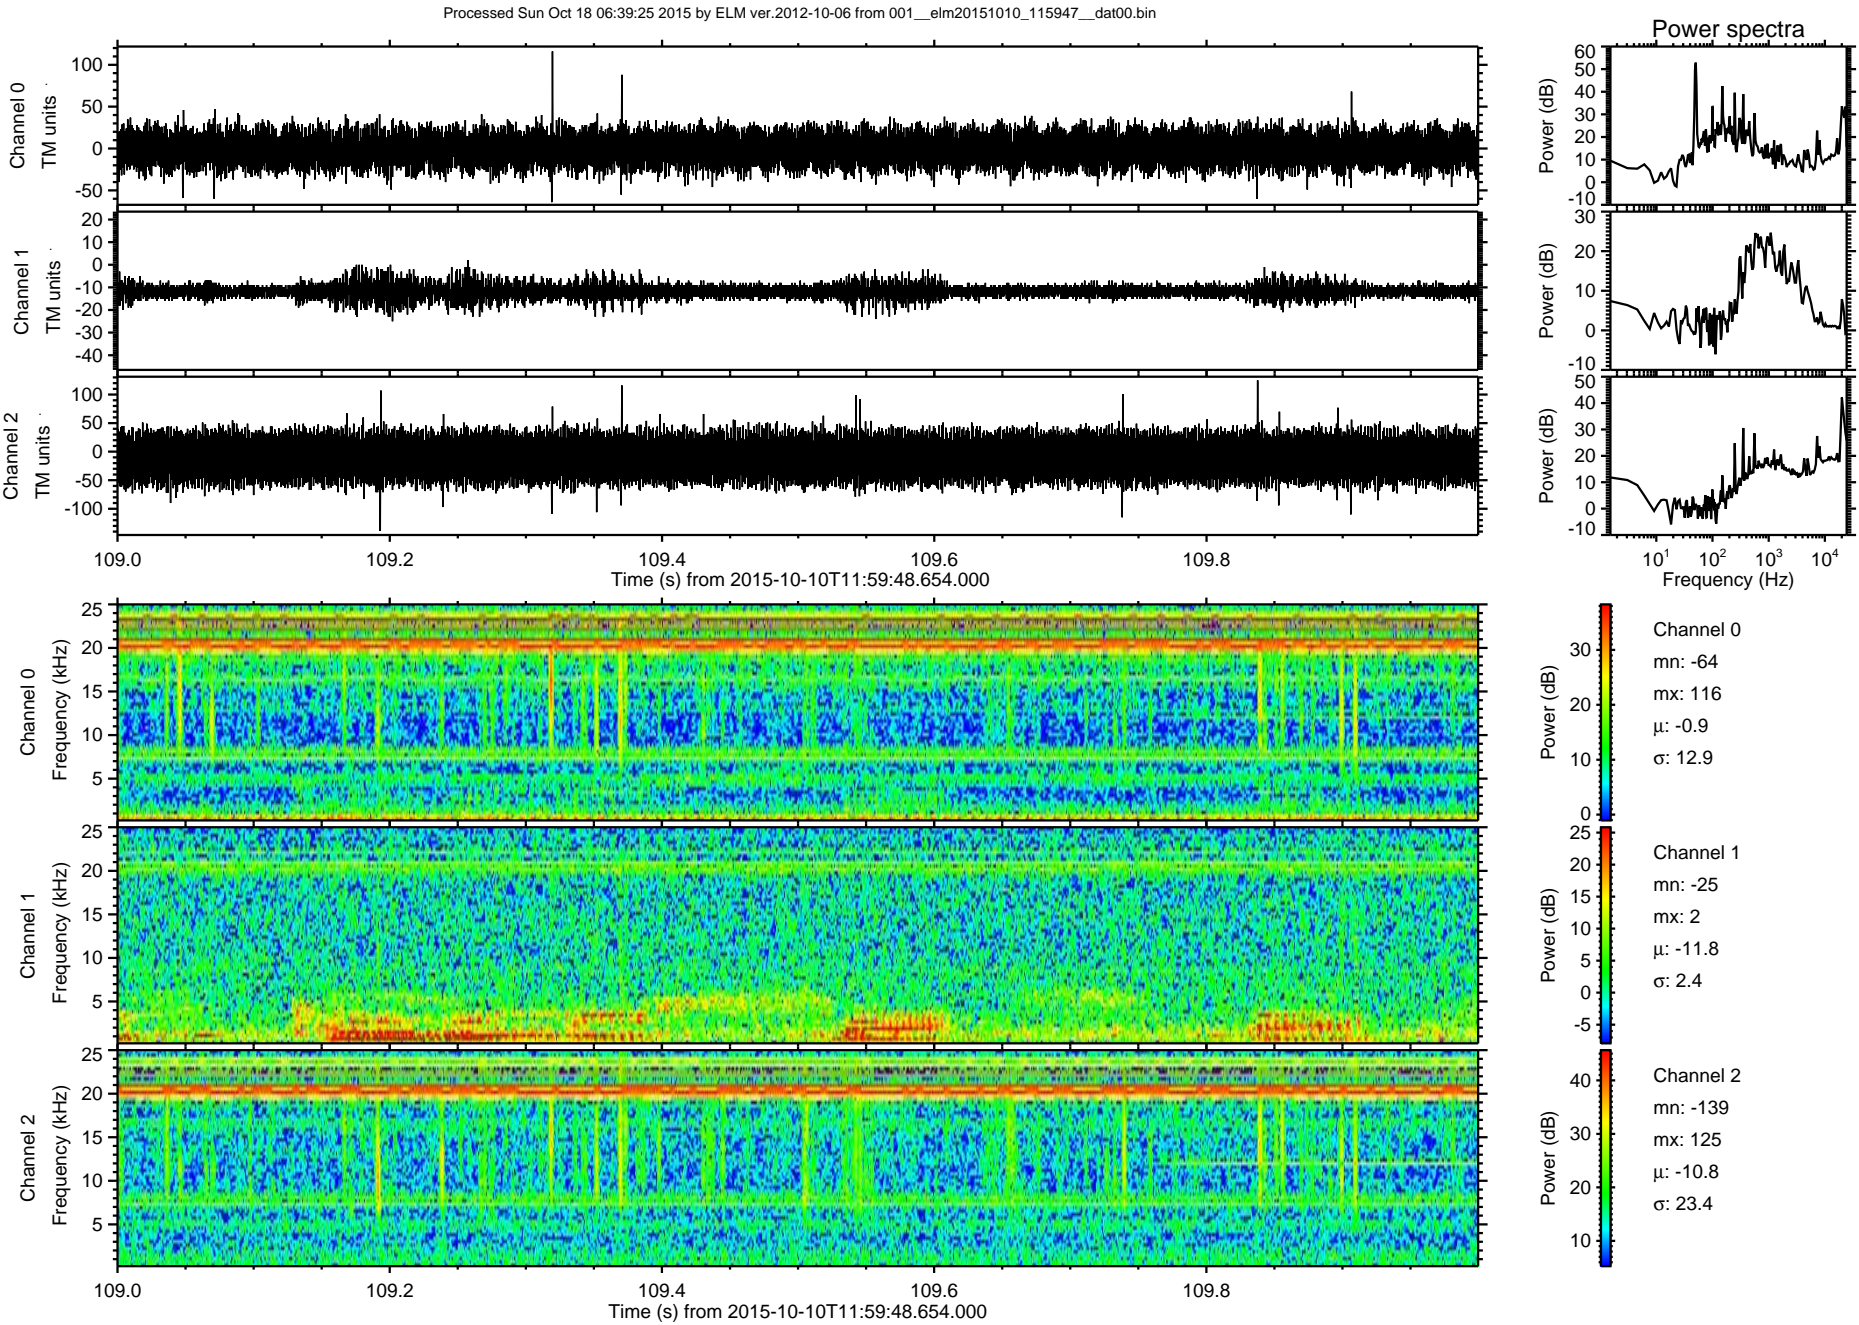 Processed Sun Oct 18 06:39:25 2015 by ELM ver.2012-10-06 from 001__elm20151010_115947__dat00.bin
Power spectra
Channel 0
TM units
100
50
0
-50
Power (dB)
60
50
40
30
20
10
0
-10
Channel 1
TM units
20
10
0
-10
-20
-30
-40
Power (dB)
30
20
10
0
-10
Channel 2
TM units
100
50
0
-50
-100
Power (dB)
50
40
30
20
10
0
-10
109.0 109.2 109.4 109.6 109.8
Time (s) from 2015-10-10T11:59:48.654.000
10^1 10^2 10^3 10^4
Frequency (Hz)
Channel 0
Frequency (kHz)
25
20
15
10
5
Power (dB)
30
20
10
0
Channel 0
mn: -64
mx: 116
μ: -0.9
σ: 12.9
Channel 1
Frequency (kHz)
25
20
15
10
5
Power (dB)
25
20
15
10
5
0
-5
Channel 1
mn: -25
mx: 2
μ: -11.8
σ: 2.4
Channel 2
Frequency (kHz)
25
20
15
10
5
Power (dB)
40
30
20
10
Channel 2
mn: -139
mx: 125
μ: -10.8
σ: 23.4
109.0 109.2 109.4 109.6 109.8
Time (s) from 2015-10-10T11:59:48.654.000